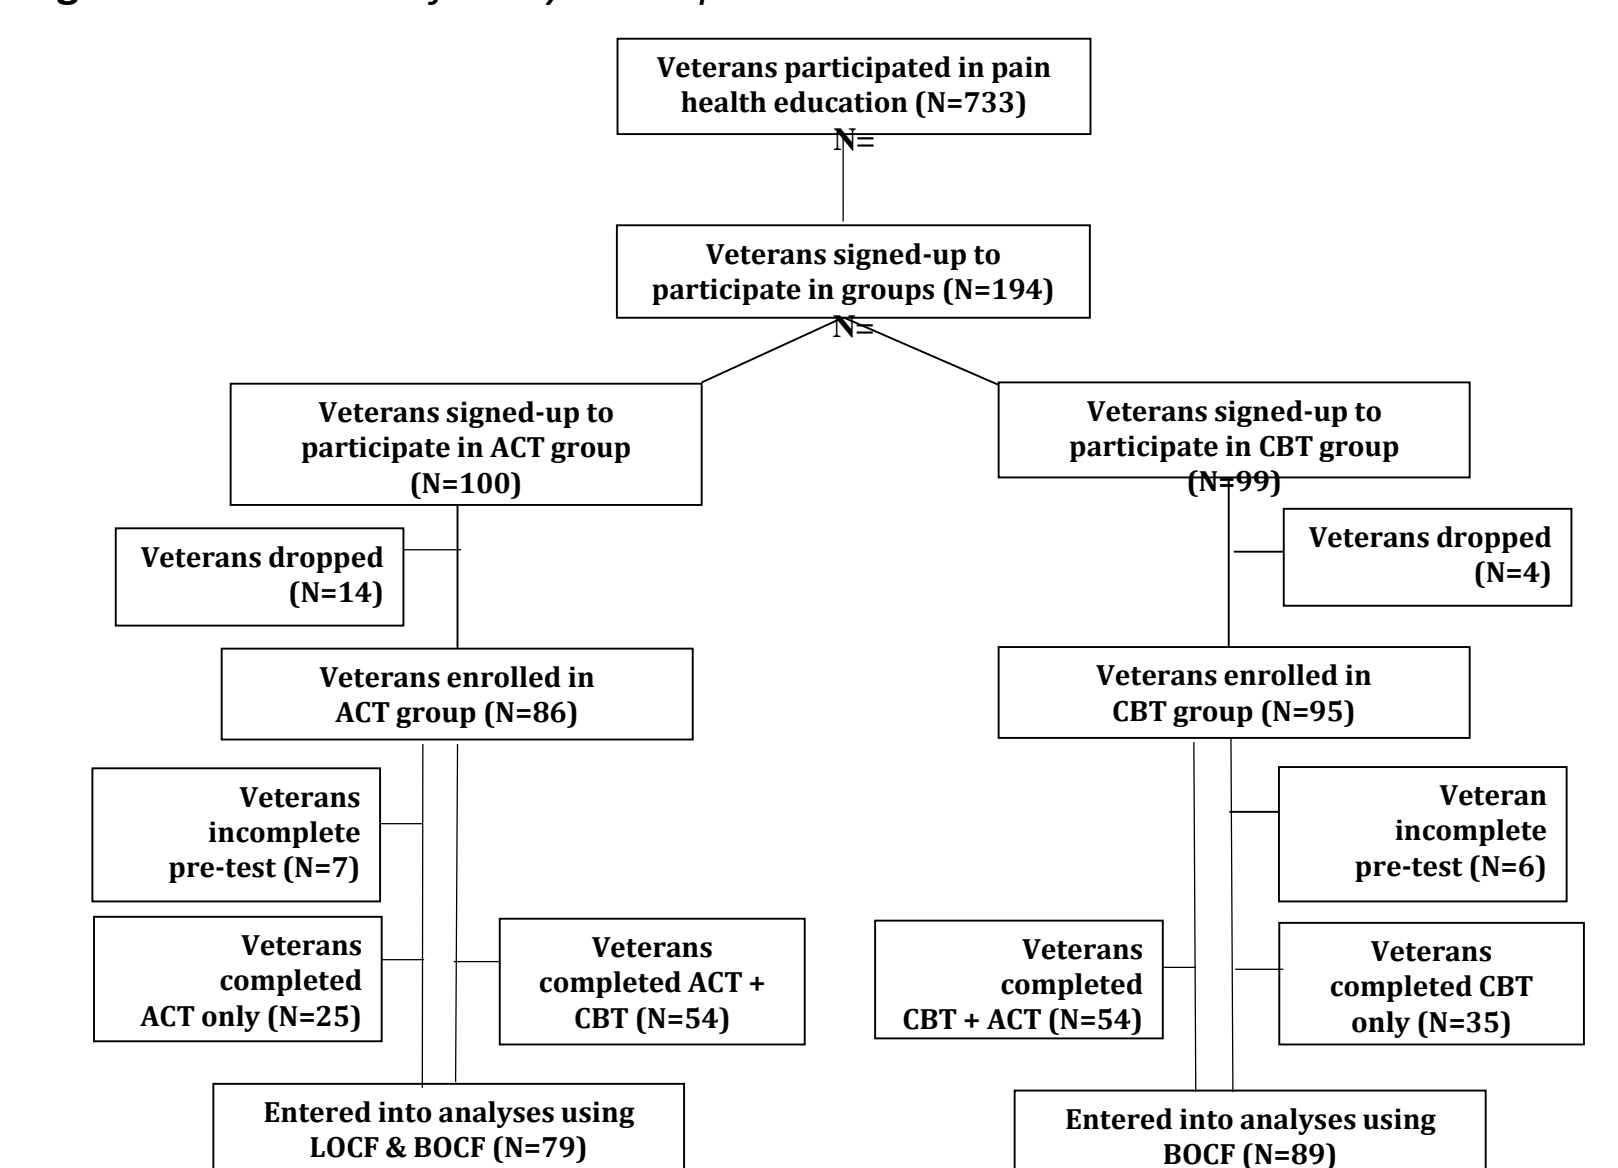 Veterans participated in pain
health education (N=733)
N=
Veterans signed-up to
participate in groups (N=194)
N=
Veterans signed-up to
participate in ACT group
(N=100)
Veterans signed-up to
participate in CBT group
(N=99)
Veterans dropped
(N=14)
Veterans dropped
(N=4)
Veterans enrolled in
ACT group (N=86)
Veterans enrolled in
CBT group (N=95)
Veterans
incomplete
pre-test (N=7)
Veteran
incomplete
pre-test (N=6)
Veterans
completed
ACT only (N=25)
Veterans
completed ACT +
CBT (N=54)
Veterans
completed
CBT + ACT (N=54)
Veterans
completed CBT
only (N=35)
Entered into analyses using
LOCF & BOCF (N=79)
Entered into analyses using
BOCF (N=89)